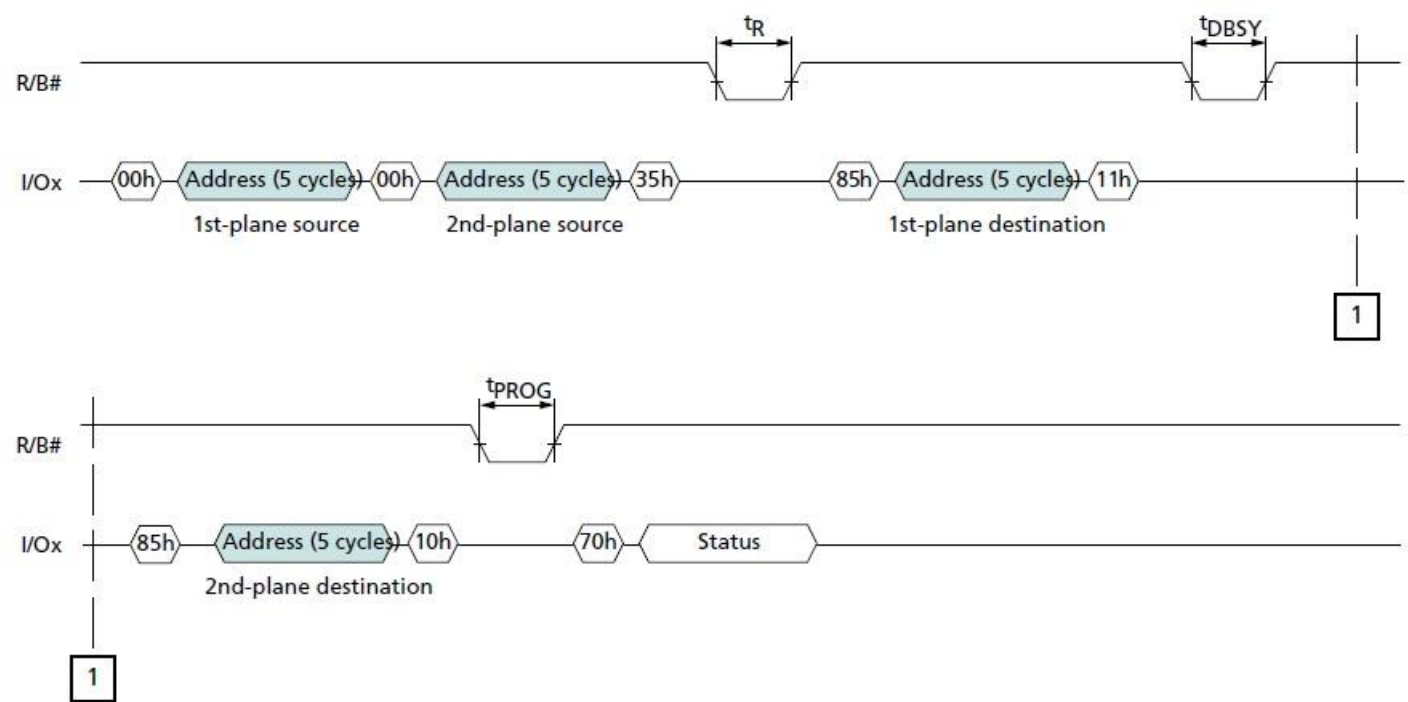 tR tDBSY
R/B#
I/Ox 00h Address (5 cycles) 00h Address (5 cycles) 35h 85h Address (5 cycles) 11h
1st-plane source 2nd-plane source 1st-plane destination
1
tPROG
R/B#
I/Ox 85h Address (5 cycles) 10h 70h Status
2nd-plane destination
1